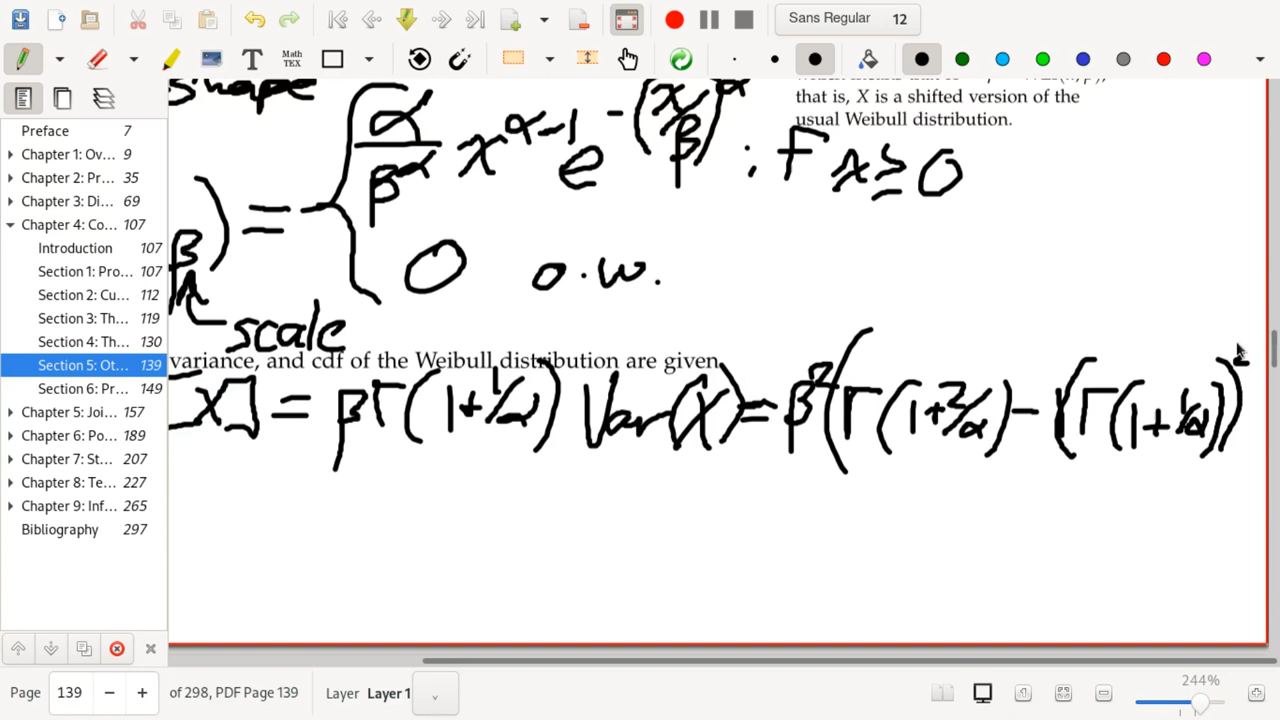 Sans Regular 12
T Math TEX
Preface 7
Chapter 1: Ov... 9
Chapter 2: Pr... 35
Chapter 3: Di... 69
Chapter 4: Co... 107
Introduction 107
Section 1: Pro... 107
Section 2: Cu... 112
Section 3: Th... 119
Section 4: Th... 130
Section 5: Ot... 139
Section 6: Pr... 149
Chapter 5: Joi... 157
Chapter 6: Po... 189
Chapter 7: St... 207
Chapter 8: Te... 227
Chapter 9: Inf... 265
Bibliography 297
that is, X is a shifted version of the
usual Weibull distribution.
shape
β) = { α/β^α x^(α-1) e^(-(x/β)^α) ; F x ≥ 0
0 o.w.
scale
variance, and cdf of the Weibull distribution are given
X] = βΓ(1+1/α) Var(X) = β²(Γ(1+2/α) - (Γ(1+1/α))²
Page 139 of 298, PDF Page 139 Layer Layer 1 244%